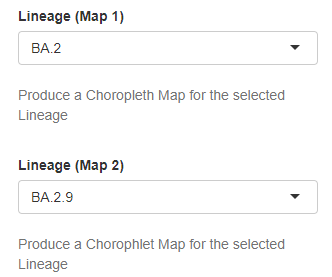 Lineage (Map 1)
BA.2
Produce a Choropleth Map for the selected
Lineage
Lineage (Map 2)
BA.2.9
Produce a Chorophlet Map for the selected
Lineage